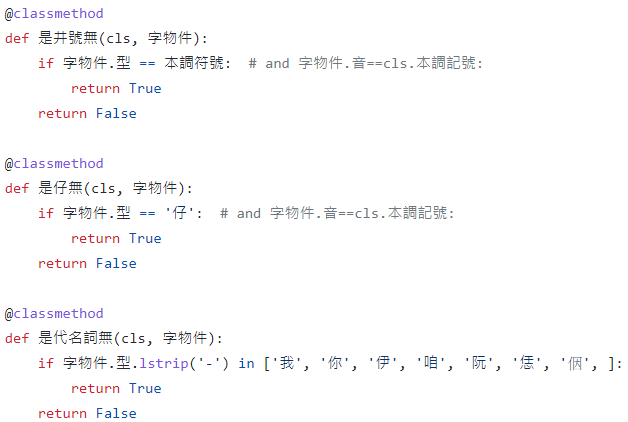 @classmethod
def 是井號無(cls, 字物件):
    if 字物件.型 == 本調符號:  # and 字物件.音==cls.本調記號:
        return True
    return False

@classmethod
def 是仔無(cls, 字物件):
    if 字物件.型 == '仔':  # and 字物件.音==cls.本調記號:
        return True
    return False

@classmethod
def 是代名詞無(cls, 字物件):
    if 字物件.型.lstrip('-') in ['我', '你', '伊', '咱', '阮', '恁', '𪜶', ]:
        return True
    return False